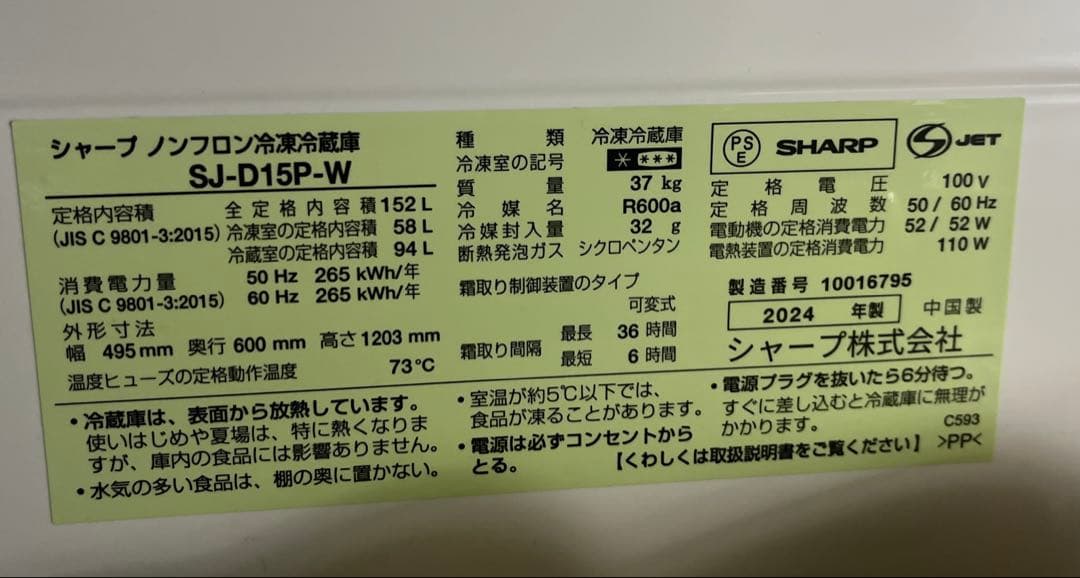 シャープ ノンフロン冷凍冷蔵庫
SJ-D15P-W
定格内容積
(JIS C 9801-3:2015)
全定格内容積 152 L
冷凍室の定格内容積 58 L
冷蔵室の定格内容積 94 L
消費電力量
(JIS C 9801-3:2015)
50 Hz 265 kWh/年
60 Hz 265 kWh/年
外形寸法
幅 495 mm 奥行 600 mm 高さ 1203 mm
温度ヒューズの定格動作温度 73℃
種類 冷凍冷蔵庫
冷凍室の記号 * ***
質量 37 kg
冷媒名 R600a
冷媒封入量 32 g
断熱発泡ガス シクロペンタン
霜取り制御装置のタイプ
可変式
霜取り間隔
最長 36 時間
最短 6 時間
PS
E
SHARP
JET
定格電圧 100 V
定格周波数 50 / 60 Hz
電動機の定格消費電力 52 / 52 W
電熱装置の定格消費電力 110 W
製造番号 10016795
2024 年製 中国製
シャープ株式会社
・冷蔵庫は、表面から放熱しています。
使いはじめや夏場は、特に熱くなりま
すが、庫内の食品には影響ありません。
・水気の多い食品は、棚の奥に置かない。
・室温が約5℃以下では、
食品が凍ることがあります。
・電源は必ずコンセントから
とる。
・電源プラグを抜いたら6分待つ。
すぐに差し込むと冷蔵庫に無理が
かかります。
C593
【くわしくは取扱説明書をご覧ください】 >PP<